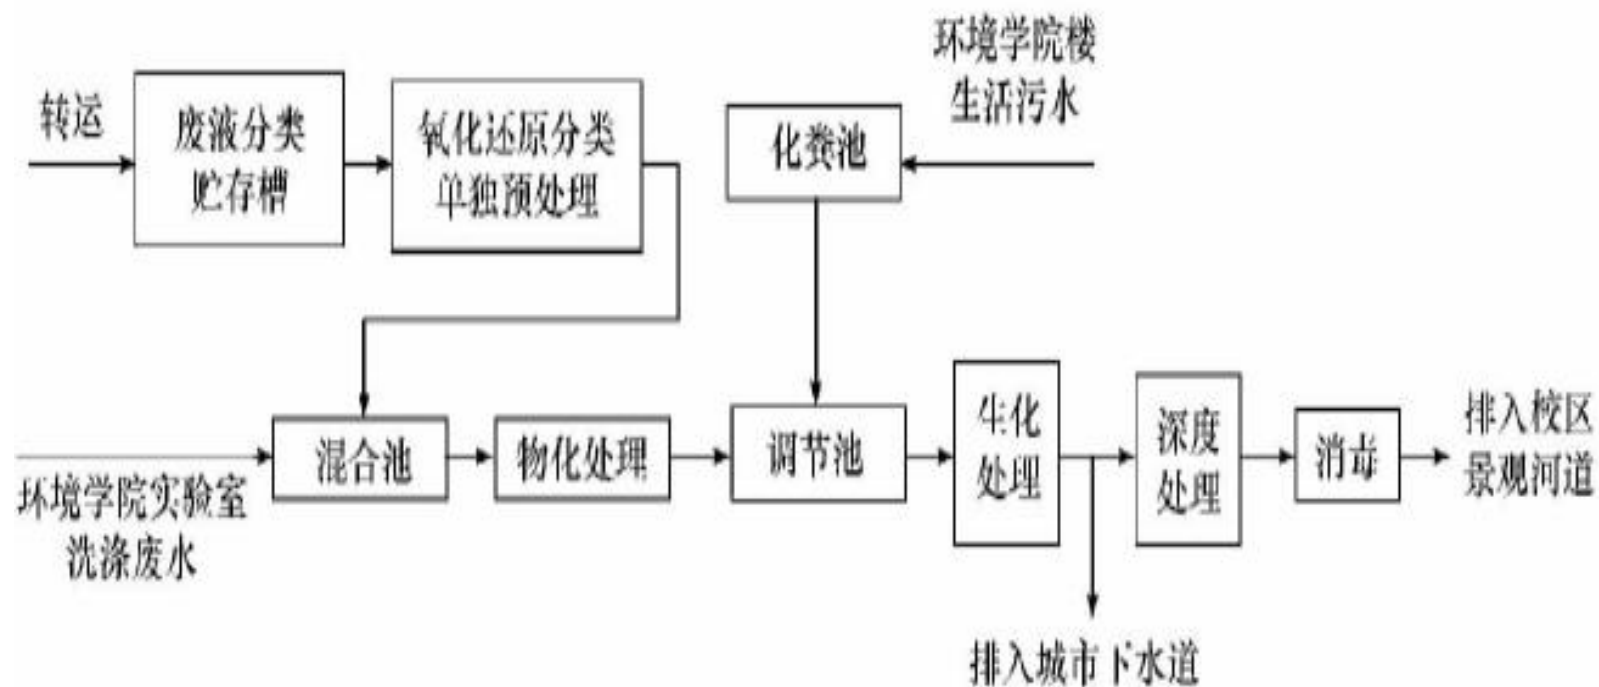 转运
废液分类
贮存槽
氧化还原分类
单独预处理
化粪池
环境学院楼
生活污水
环境学院实验室
洗涤废水
混合池
物化处理
调节池
生化
处理
深度
处理
消毒
排入校区
景观河道
排入城市下水道